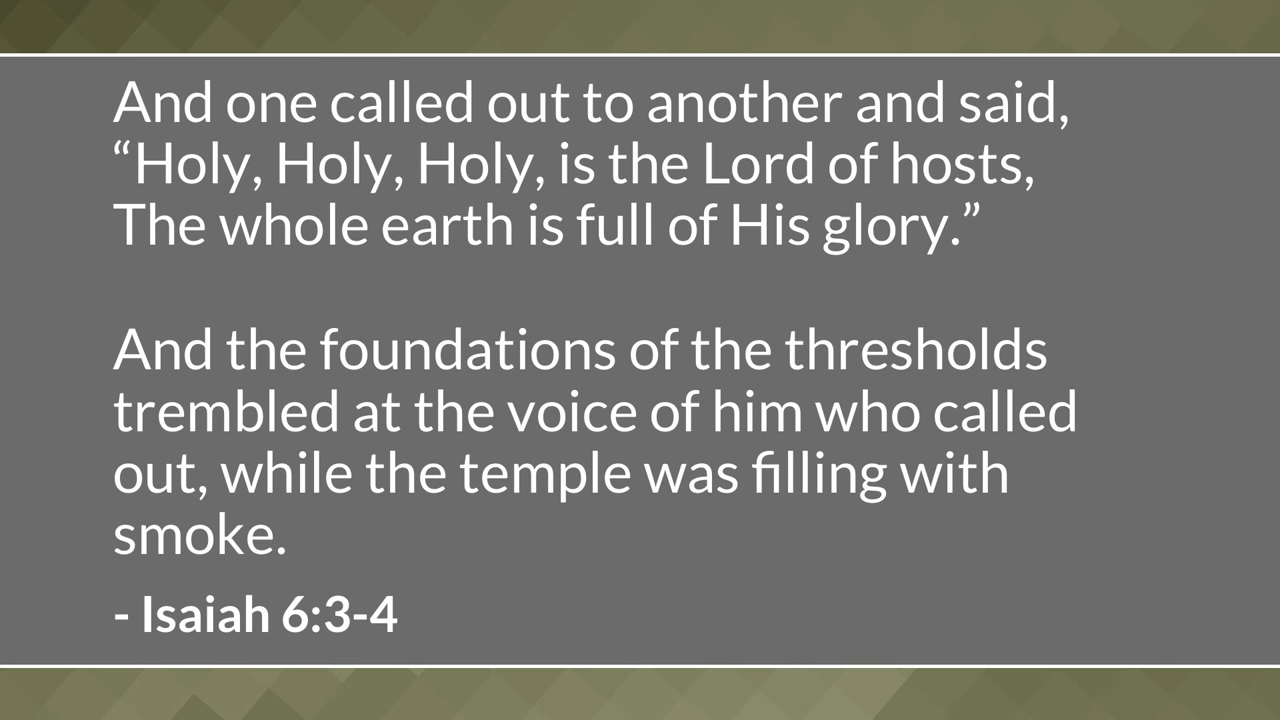 And one called out to another and said,
“Holy, Holy, Holy, is the Lord of hosts,
The whole earth is full of His glory.”
And the foundations of the thresholds
trembled at the voice of him who called
out, while the temple was filling with
smoke.
- Isaiah 6:3-4